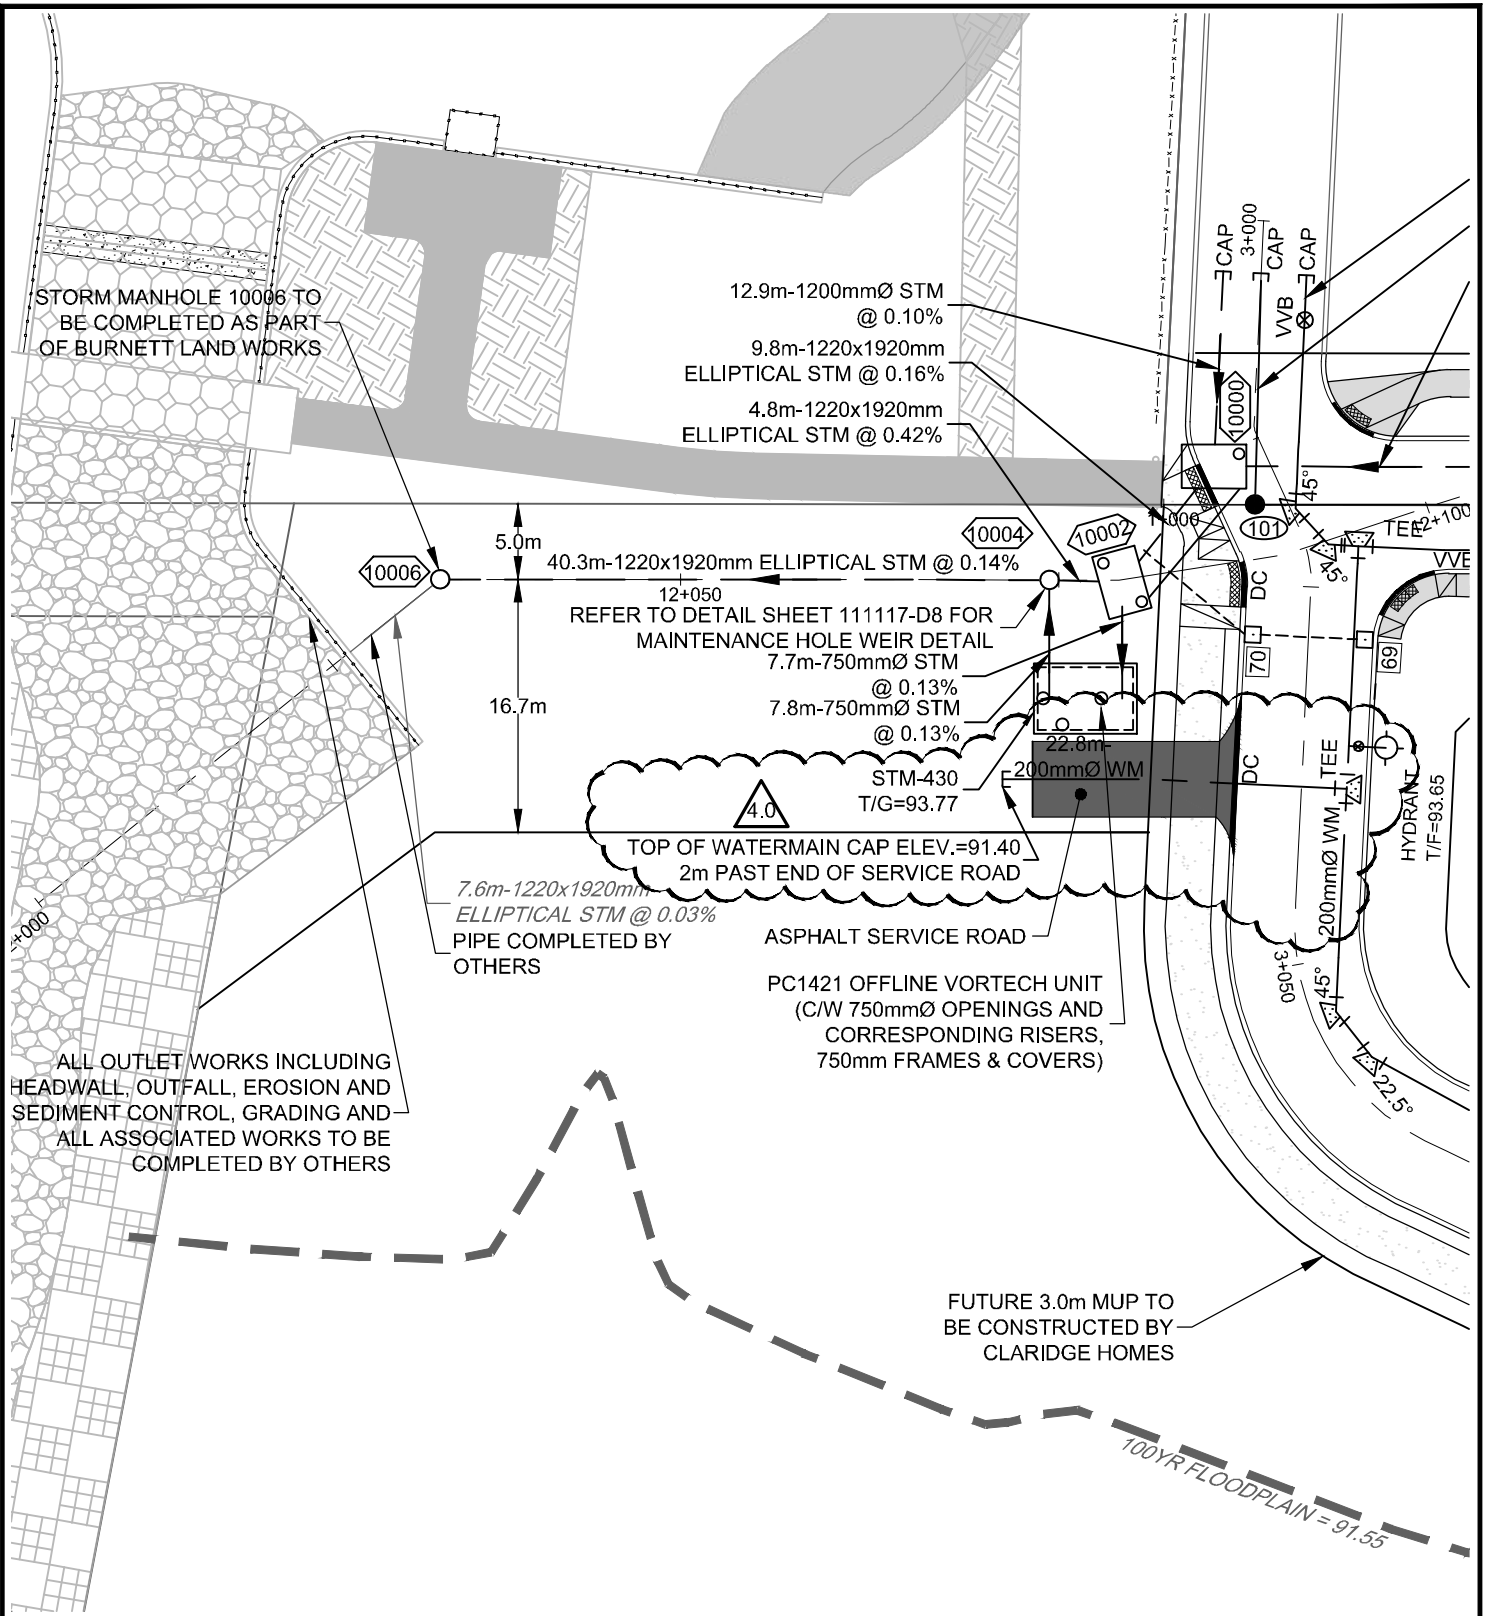 3+000
CAP
CAP
CAP
VVB
STORM MANHOLE 10006 TO
BE COMPLETED AS PART
OF BURNETT LAND WORKS
12.9m-1200mmØ STM
@ 0.10%
9.8m-1220x1920mm
ELLIPTICAL STM @ 0.16%
4.8m-1220x1920mm
ELLIPTICAL STM @ 0.42%
10000
45°
101
TEE
12+100
10002
10004
10006
5.0m
40.3m-1220x1920mm ELLIPTICAL STM @ 0.14%
12+050
45°
DC
REFER TO DETAIL SHEET 111117-D8 FOR
MAINTENANCE HOLE WEIR DETAIL
7.7m-750mmØ STM
@ 0.13%
7.8m-750mmØ STM
@ 0.13%
70
69
16.7m
22.8m-
200mmØ WM
STM-430
T/G=93.77
DC
TEE
4.0
HYDRANT
T/F=93.65
200mmØ WM
TOP OF WATERMAIN CAP ELEV.=91.40
2m PAST END OF SERVICE ROAD
7.6m-1220x1920mm
ELLIPTICAL STM @ 0.03%
PIPE COMPLETED BY
OTHERS
ASPHALT SERVICE ROAD
3+050
45°
22.5°
PC1421 OFFLINE VORTECH UNIT
(C/W 750mmØ OPENINGS AND
CORRESPONDING RISERS,
750mm FRAMES & COVERS)
ALL OUTLET WORKS INCLUDING
HEADWALL, OUTFALL, EROSION AND
SEDIMENT CONTROL, GRADING AND
ALL ASSOCIATED WORKS TO BE
COMPLETED BY OTHERS
FUTURE 3.0m MUP TO
BE CONSTRUCTED BY
CLARIDGE HOMES
100YR FLOODPLAIN = 91.55